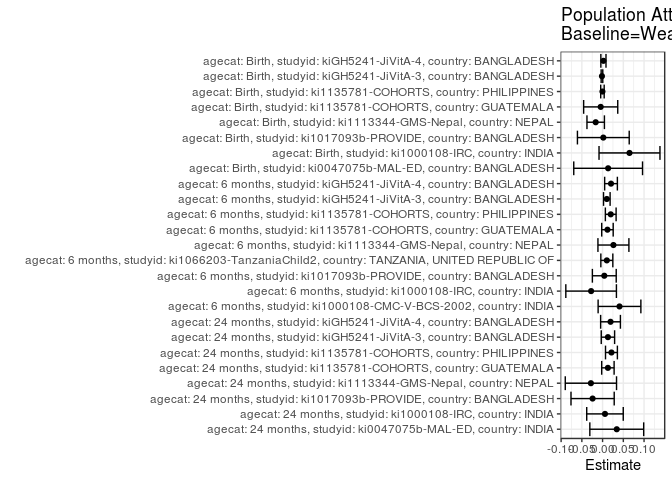 Population Att
Baseline=Wea
agecat: Birth, studyid: kiGH5241-JiVitA-4, country: BANGLADESH
agecat: Birth, studyid: kiGH5241-JiVitA-3, country: BANGLADESH
agecat: Birth, studyid: ki1135781-COHORTS, country: PHILIPPINES
agecat: Birth, studyid: ki1135781-COHORTS, country: GUATEMALA
agecat: Birth, studyid: ki1113344-GMS-Nepal, country: NEPAL
agecat: Birth, studyid: ki1017093b-PROVIDE, country: BANGLADESH
agecat: Birth, studyid: ki1000108-IRC, country: INDIA
agecat: Birth, studyid: ki0047075b-MAL-ED, country: INDIA
agecat: 6 months, studyid: kiGH5241-JiVitA-4, country: BANGLADESH
agecat: 6 months, studyid: kiGH5241-JiVitA-3, country: BANGLADESH
agecat: 6 months, studyid: ki1135781-COHORTS, country: PHILIPPINES
agecat: 6 months, studyid: ki1135781-COHORTS, country: GUATEMALA
agecat: 6 months, studyid: ki1113344-GMS-Nepal, country: NEPAL
agecat: 6 months, studyid: ki1066203-TanzaniaChild2, country: TANZANIA, UNITED REPUBLIC OF
agecat: 6 months, studyid: ki1017093b-PROVIDE, country: BANGLADESH
agecat: 6 months, studyid: ki1000108-IRC, country: INDIA
agecat: 6 months, studyid: ki1000108-CMC-V-BCS-2002, country: INDIA
agecat: 24 months, studyid: kiGH5241-JiVitA-4, country: BANGLADESH
agecat: 24 months, studyid: kiGH5241-JiVitA-3, country: BANGLADESH
agecat: 24 months, studyid: ki1135781-COHORTS, country: PHILIPPINES
agecat: 24 months, studyid: ki1135781-COHORTS, country: GUATEMALA
agecat: 24 months, studyid: ki1113344-GMS-Nepal, country: NEPAL
agecat: 24 months, studyid: ki1017093b-PROVIDE, country: BANGLADESH
agecat: 24 months, studyid: ki1000108-IRC, country: INDIA
agecat: 24 months, studyid: ki0047075b-MAL-ED, country: INDIA
-0.10-0.05 0.00 0.05 0.10
Estimate